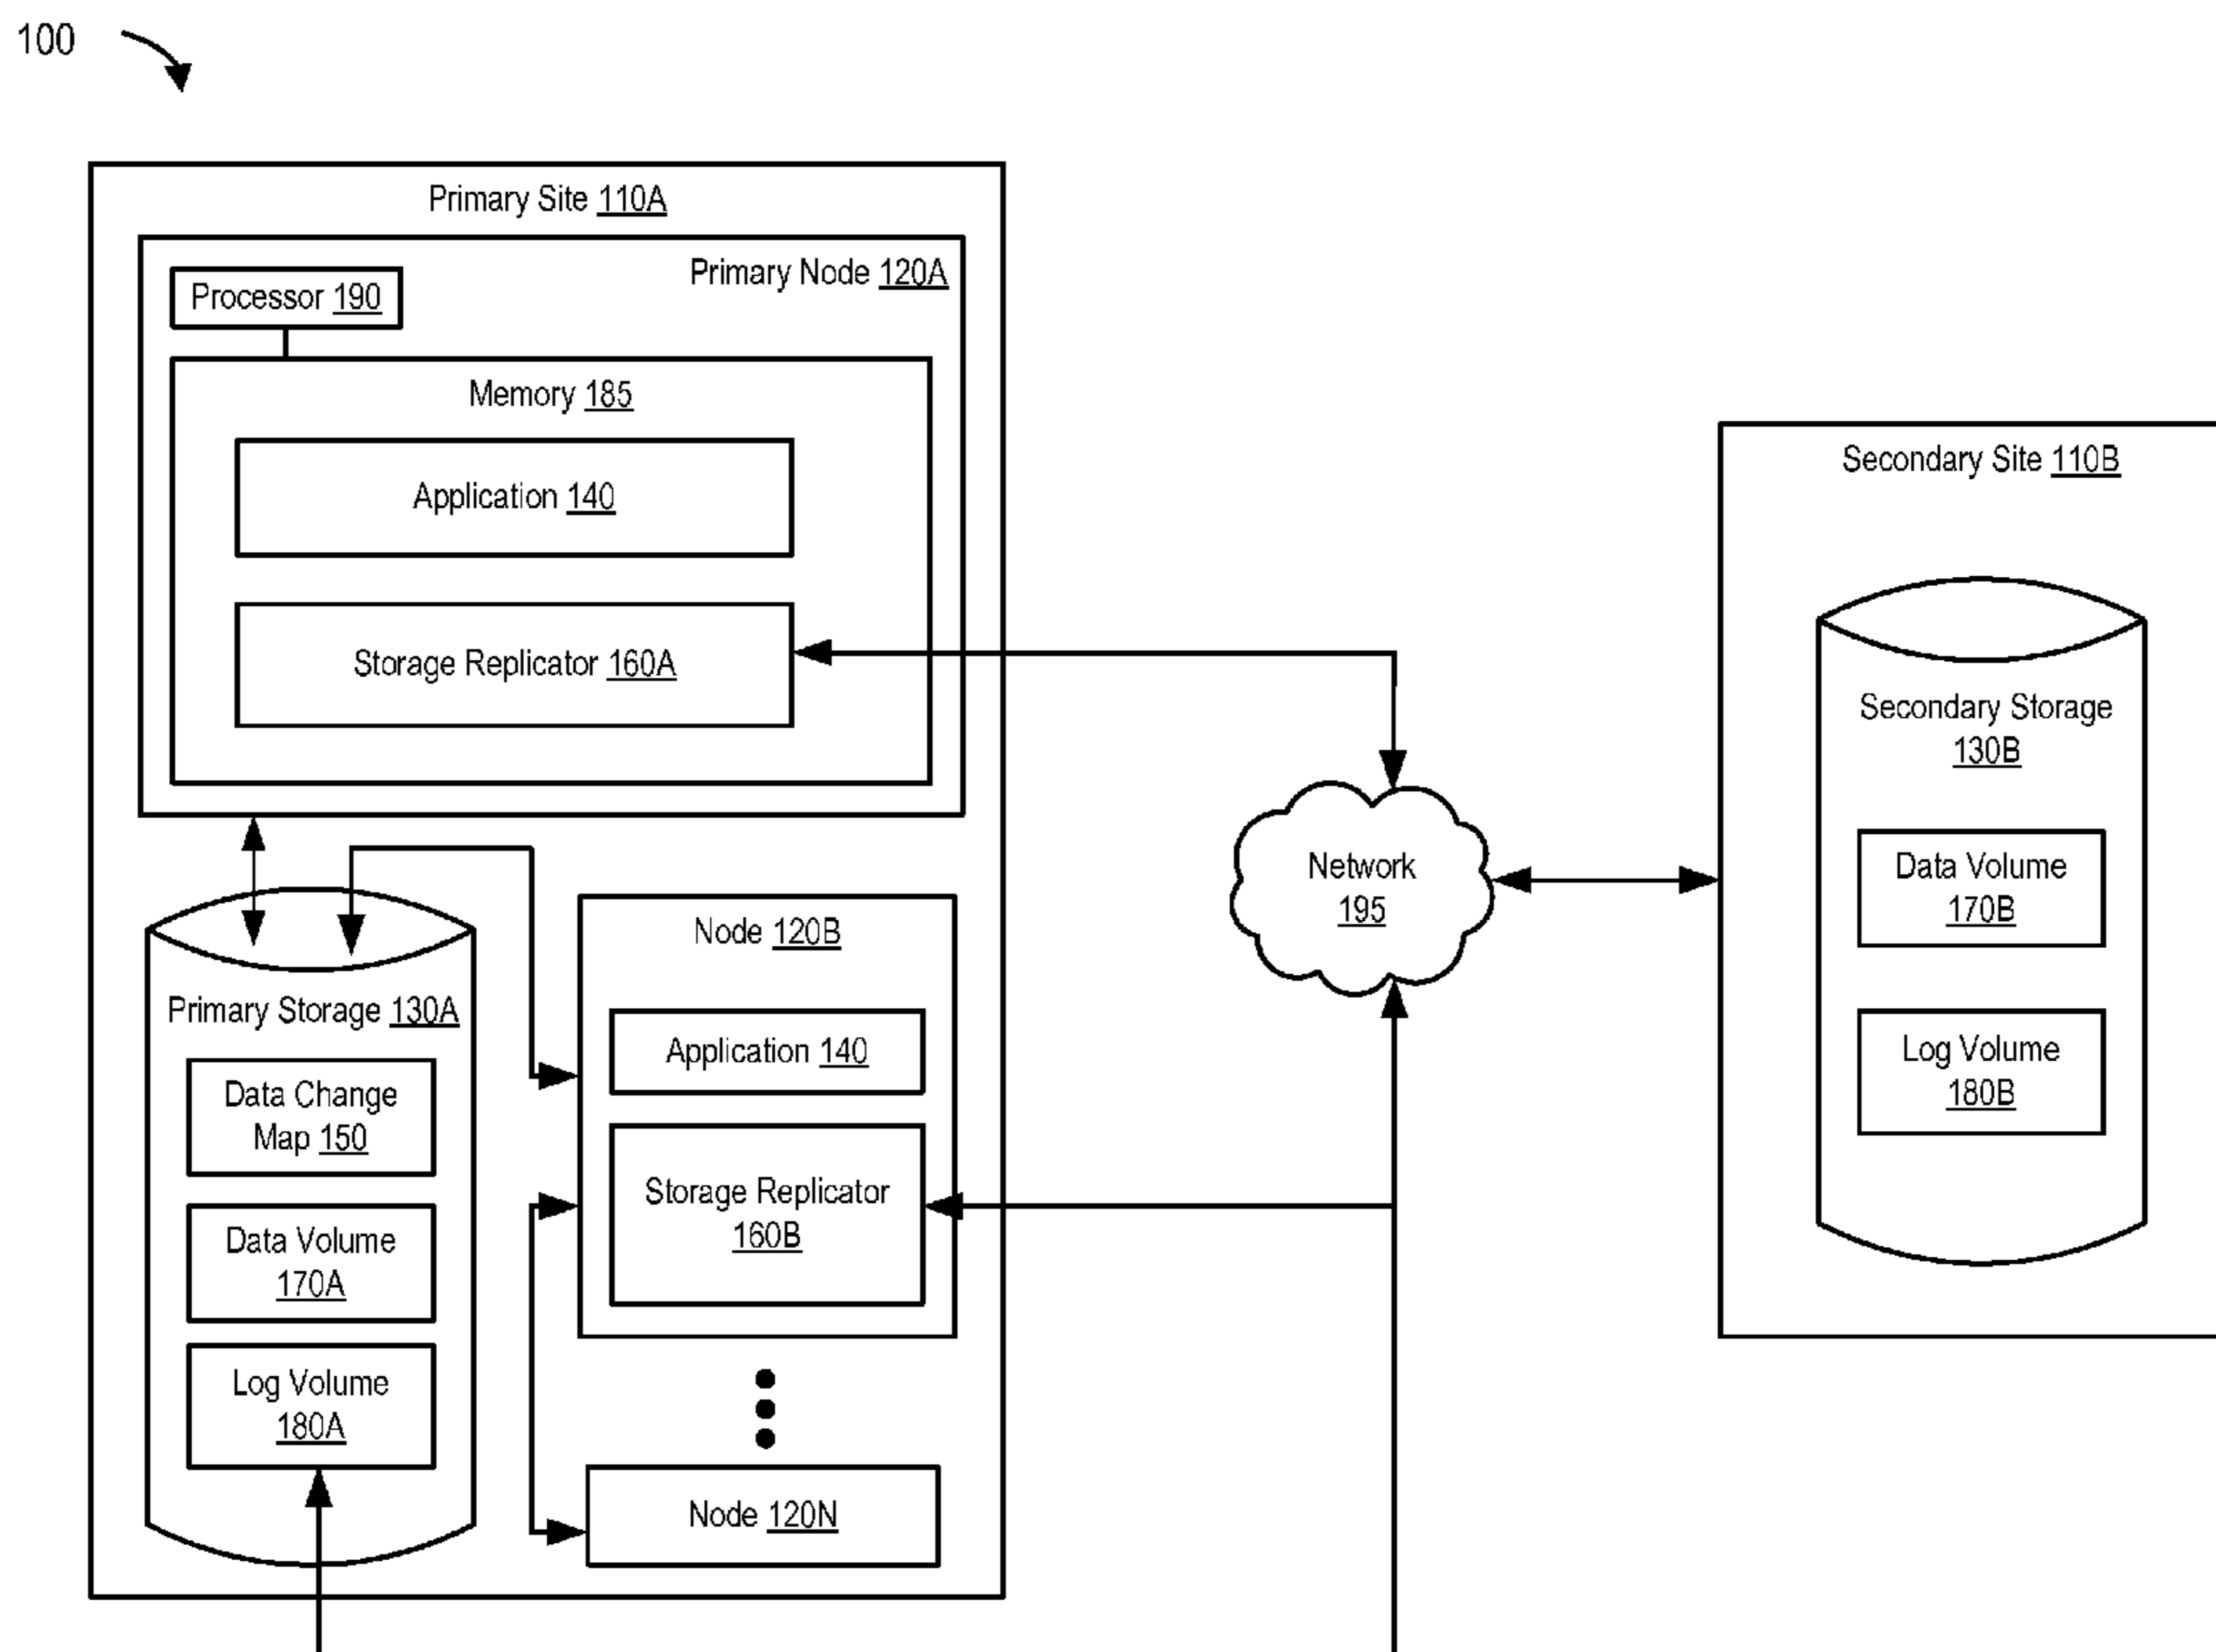 100
Primary Site 110A
Primary Node 120A
Processor 190
Memory 185
Application 140
Storage Replicator 160A
Primary Storage 130A
Data Change
Map 150
Data Volume
170A
Log Volume
180A
Node 120B
Application 140
Storage Replicator
160B
Node 120N
Network
195
Secondary Site 110B
Secondary Storage
130B
Data Volume
170B
Log Volume
180B